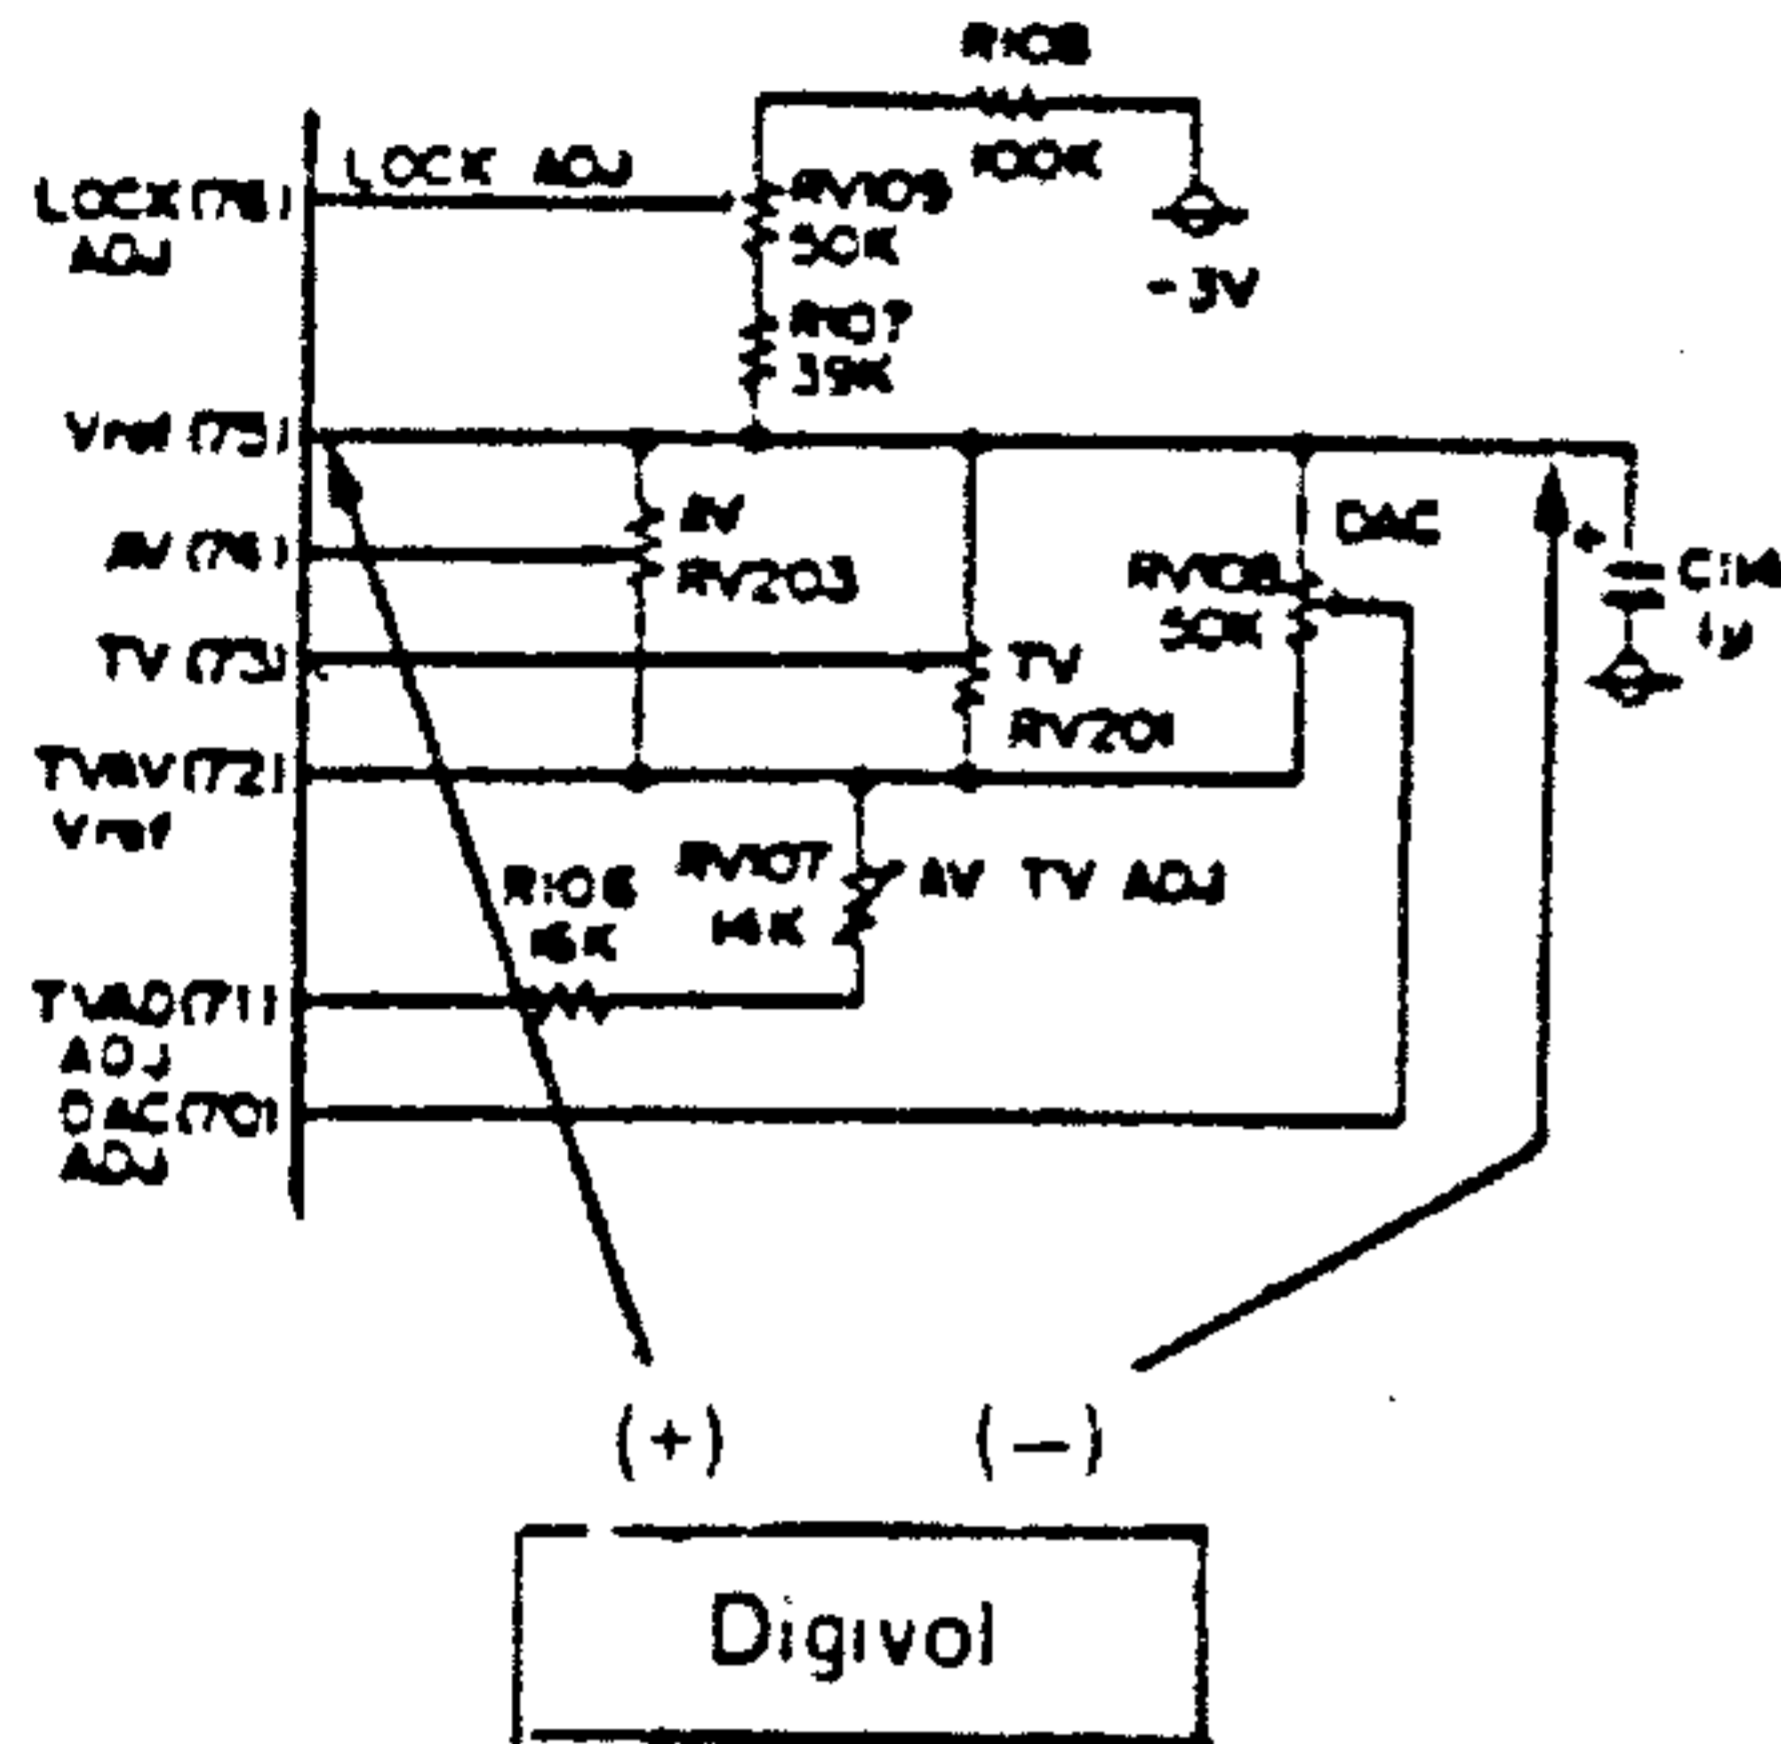 R108
100K
LOCK(76)
ADJ
LOCK ADJ
RV109
50K
-3V
R107
39K
Vref(75)
AV(74)
AV
RV203
DAC
RV108
50K
+
C114
1μ
TV(73)
TV
RV201
TVAV(72)
Vref
R106
RV107
AV TV ADJ
(71)
ADJ
DAC(70)
ADJ
(+) (−)
Digivol